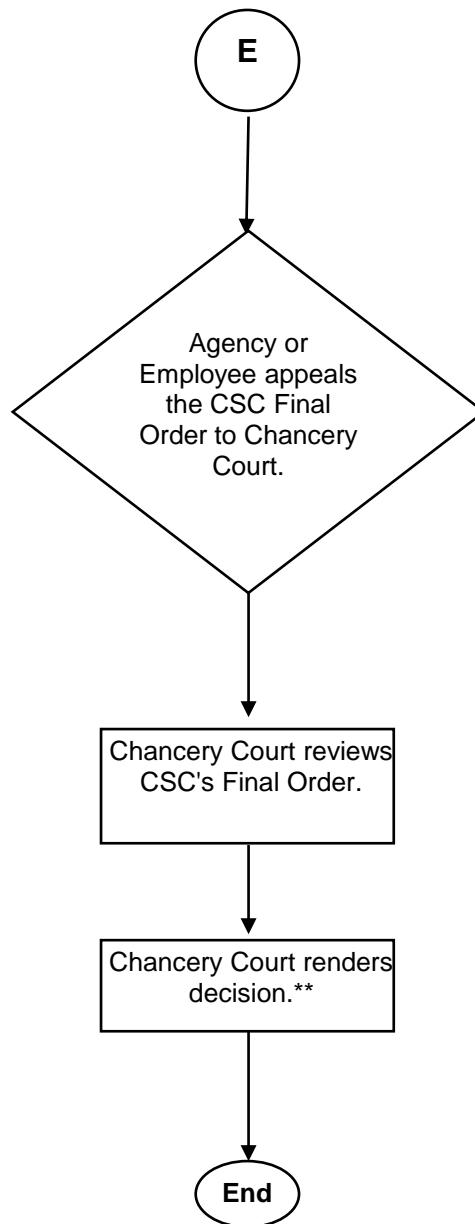 E
Agency or
Employee appeals
the CSC Final
Order to Chancery
Court.
Chancery Court reviews
CSC's Final Order.
Chancery Court renders
decision.**
End